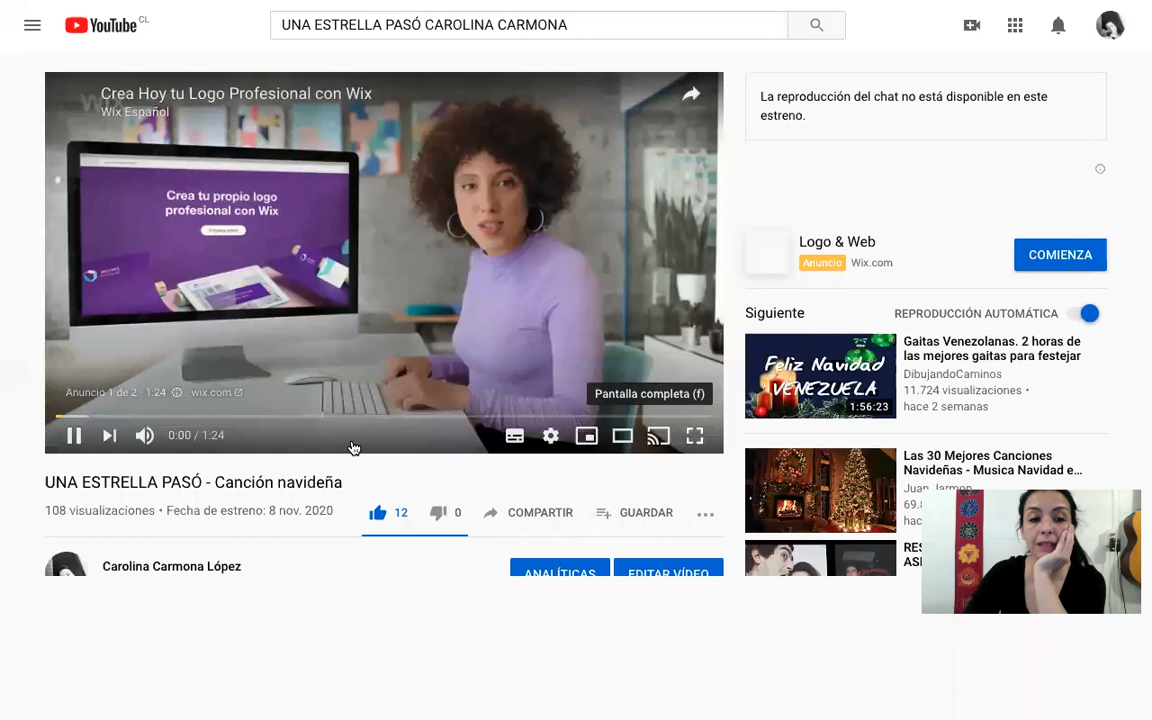 YouTube CL
UNA ESTRELLA PASÓ CAROLINA CARMONA
Crea Hoy tu Logo Profesional con Wix
Wix Español
Crea tu propio logo
profesional con Wix
Anuncio 1 de 2 · 1:24
wix.com
Pantalla completa (f)
0:00 / 1:24
UNA ESTRELLA PASÓ - Canción navideña
108 visualizaciones • Fecha de estreno: 8 nov. 2020
12
0
COMPARTIR
GUARDAR
Carolina Carmona López
ANALÍTICAS
EDITAR VÍDEO
La reproducción del chat no está disponible en este
estreno.
Logo & Web
Anuncio Wix.com
COMIENZA
Siguiente
REPRODUCCIÓN AUTOMÁTICA
Feliz Navidad
VENEZUELA
1:56:23
Gaitas Venezolanas. 2 horas de
las mejores gaitas para festejar
DibujandoCaminos
11.724 visualizaciones •
hace 2 semanas
Las 30 Mejores Canciones
Navideñas - Musica Navidad e...